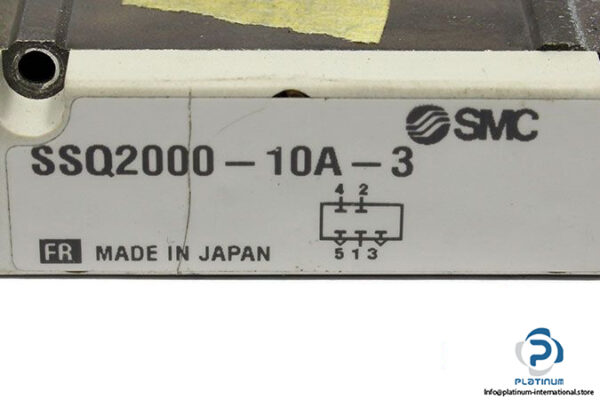 SMC
SSQ2000-10A-3
4 2
5 1 3
FR MADE IN JAPAN
PLATINUM
Info@platinum-international.store